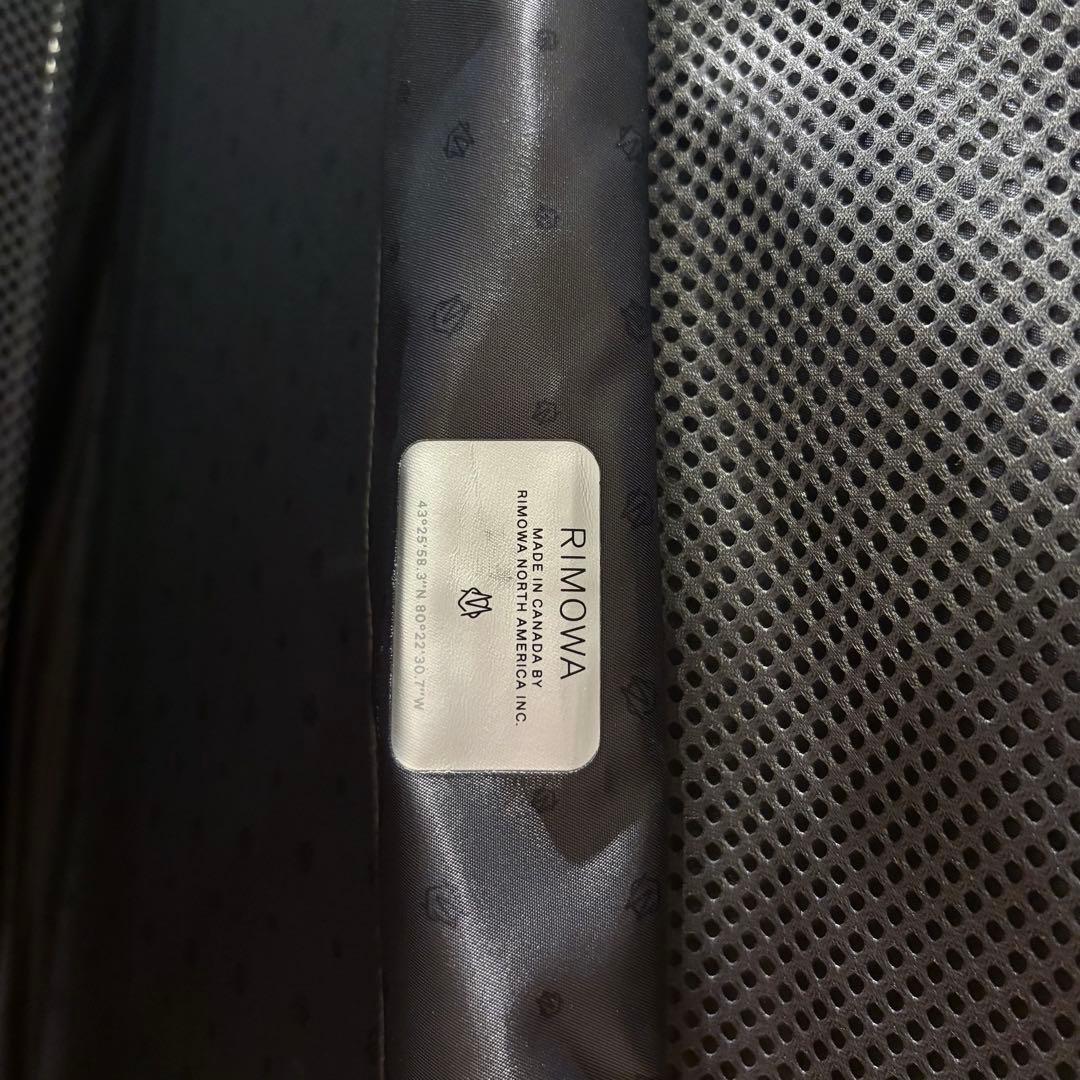 RIMOWA
MADE IN CANADA BY
RIMOWA NORTH AMERICA INC.
43°25'58.3"N 80°22'30.7"W